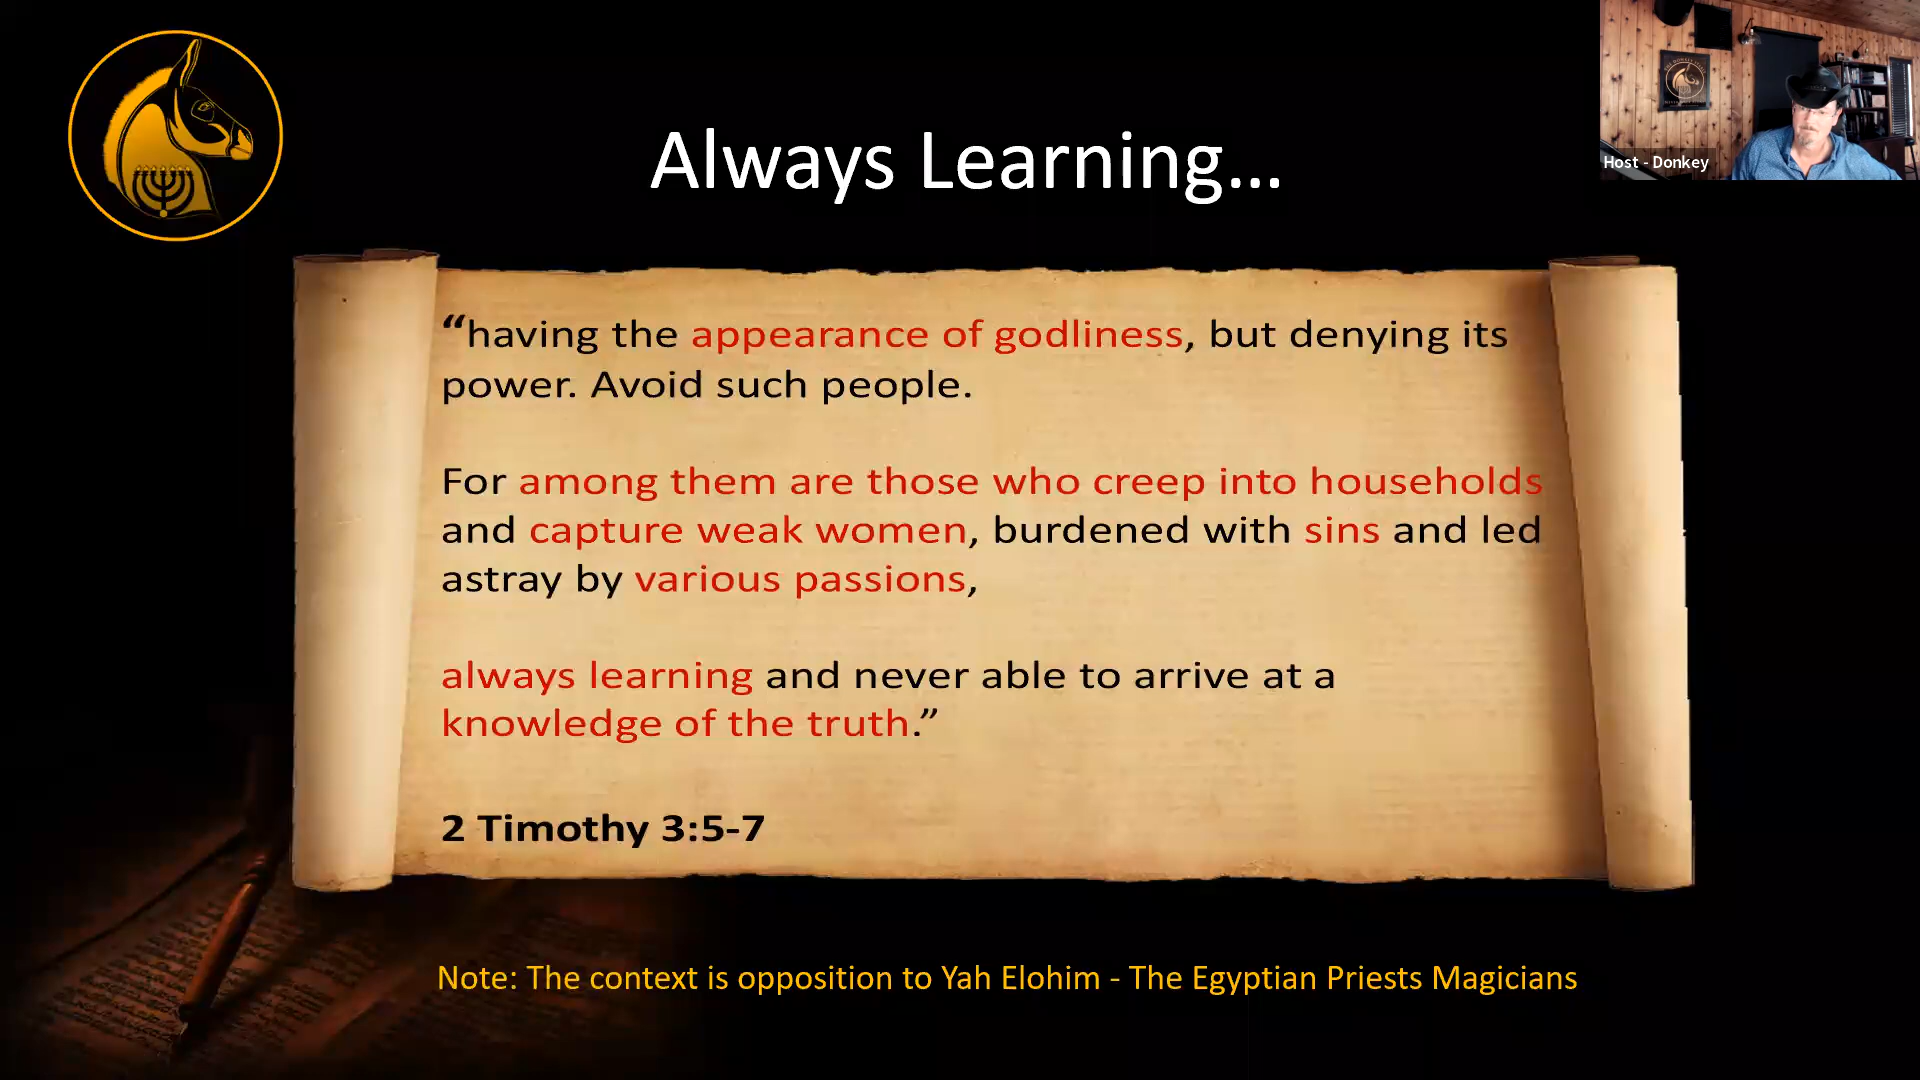 Always Learning...
Host - Donkey
“having the appearance of godliness, but denying its
power. Avoid such people.
For among them are those who creep into households
and capture weak women, burdened with sins and led
astray by various passions,
always learning and never able to arrive at a
knowledge of the truth.”
2 Timothy 3:5-7
Note: The context is opposition to Yah Elohim - The Egyptian Priests Magicians